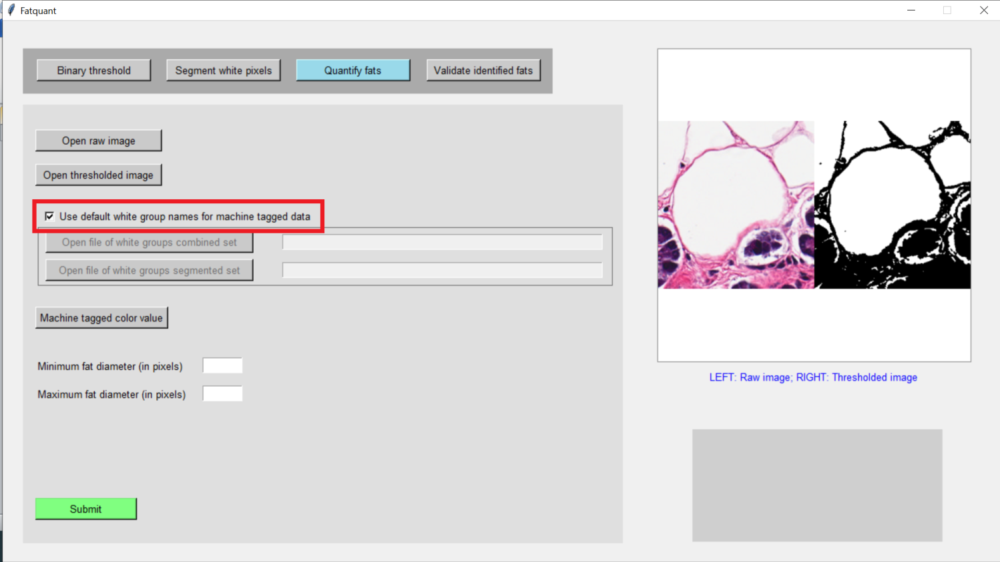 Fatquant
Binary threshold
Segment white pixels
Quantify fats
Validate identified fats
Open raw image
Open thresholded image
Use default white group names for machine tagged data
Open file of white groups combined set
Open file of white groups segmented set
Machine tagged color value
Minimum fat diameter (in pixels)
Maximum fat diameter (in pixels)
Submit
LEFT: Raw image; RIGHT: Thresholded image